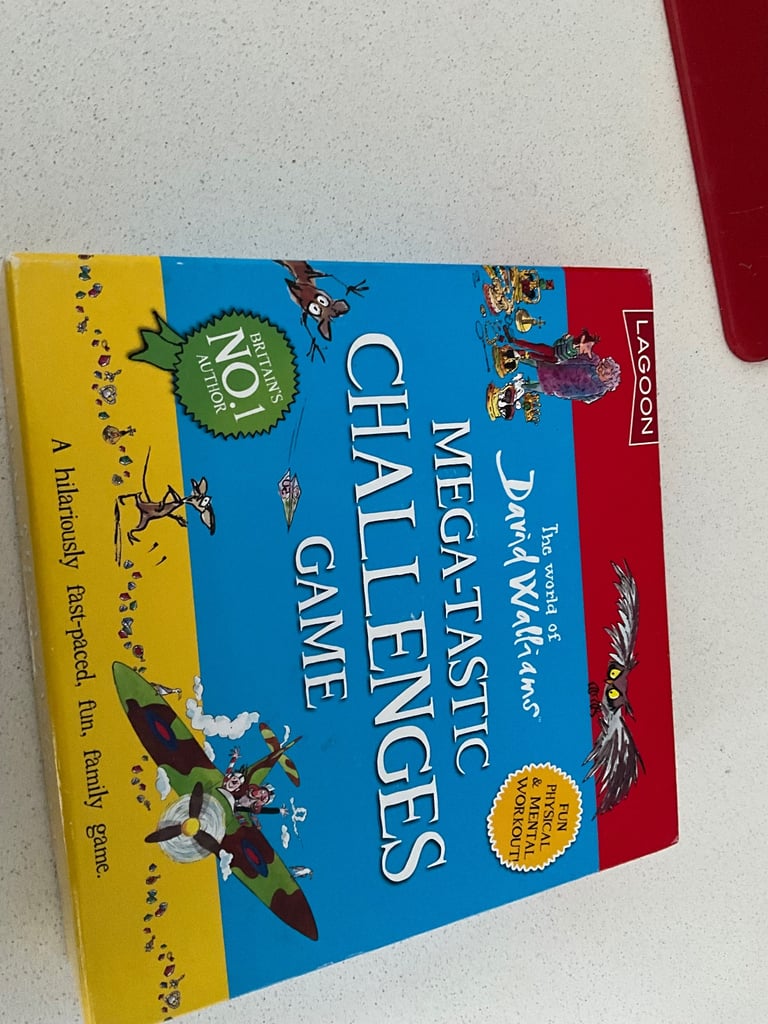 LAGOON
The world of
David Walliams™
FUN
PHYSICAL
& MENTAL
WORKOUT!
MEGA-TASTIC
CHALLENGES
GAME
BRITAIN'S
NO.1
AUTHOR
A hilariously fast-paced, fun, family game.